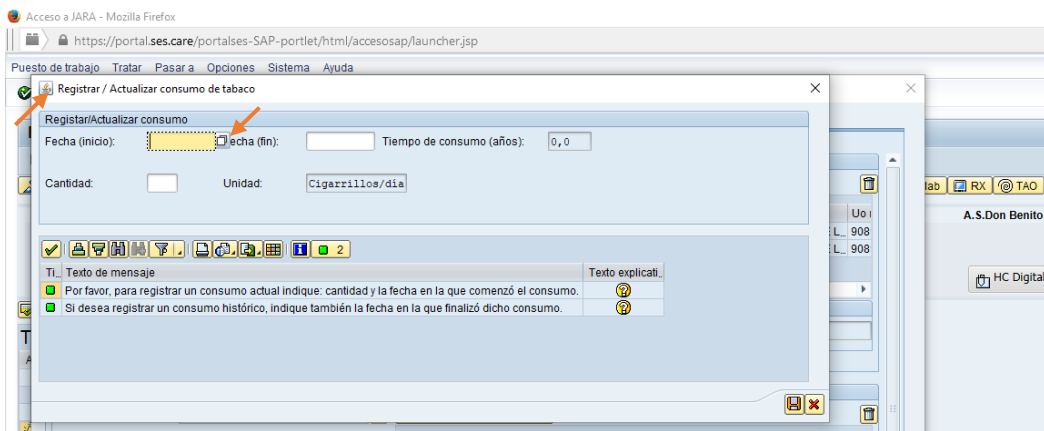 Acceso a JARA - Mozilla Firefox
https://portal.ses.care/portalses-SAP-portlet/html/accesosap/launcher.jsp
Puesto de trabajo Tratar Pasar a Opciones Sistema Ayuda
Registrar / Actualizar consumo de tabaco
Registar/Actualizar consumo
Fecha (inicio): echa (fin): Tiempo de consumo (años): 0,0
Cantidad: Unidad: Cigarrillos/día
lab RX TAO
Uo
A.S.Don Benito
L.. 908
L.. 908
2
Ti.. Texto de mensaje Texto explicati..
Por favor, para registrar un consumo actual indique: cantidad y la fecha en la que comenzó el consumo.
Si desea registrar un consumo histórico, indique también la fecha en la que finalizó dicho consumo.
HC Digital
T
A